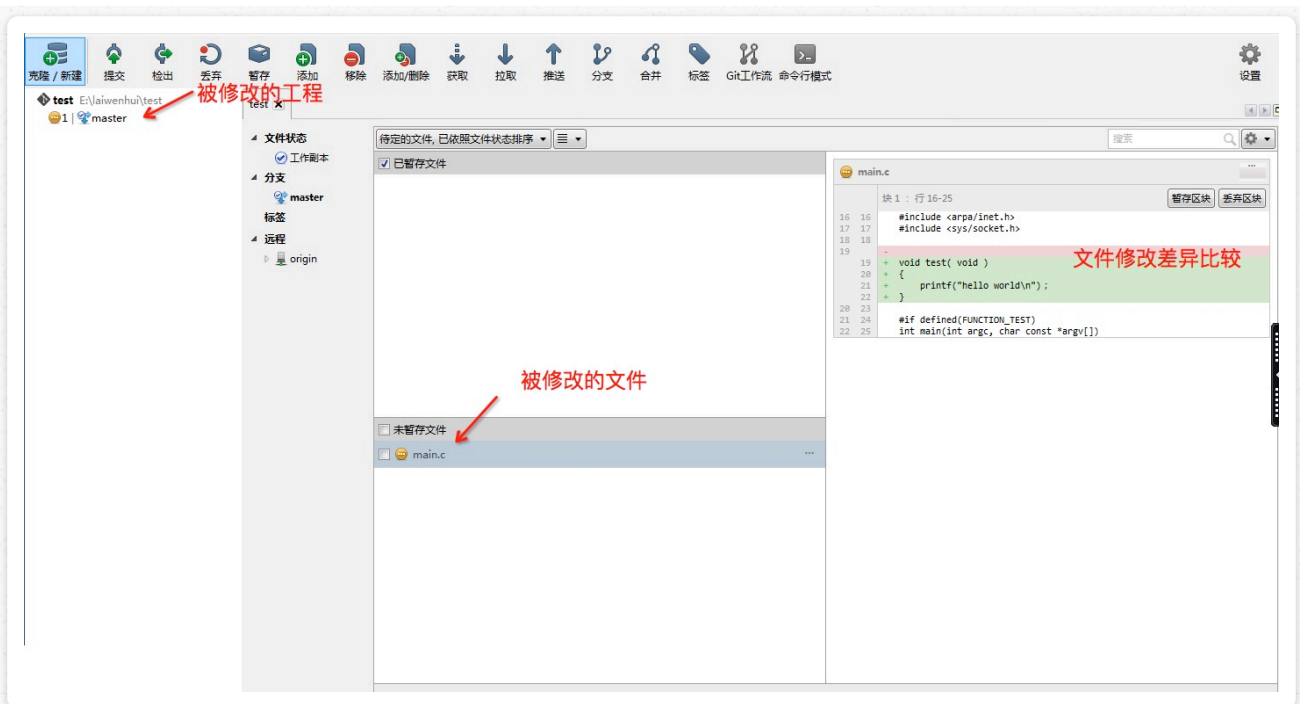 克隆 / 新建 提交 检出 丢弃 暂存 添加 移除 添加/删除 获取 拉取 推送 分支 合并 标签 Git工作流 命令行模式 设置
test E:\laiwenhui\test
被修改的工程
1 | master
test
文件状态
工作副本
分支
master
标签
远程
origin
待定的文件, 已依照文件状态排序
搜索
已暂存文件
被修改的文件
未暂存文件
main.c
main.c
块 1 : 行 16-25 暂存区块 丢弃区块
16 16 #include <arpa/inet.h>
17 17 #include <sys/socket.h>
18 18
19 -
19 + void test( void )
20 + {
21 + printf("hello world\n") ;
22 + }
20 23
21 24 #if defined(FUNCTION_TEST)
22 25 int main(int argc, char const *argv[])
文件修改差异比较